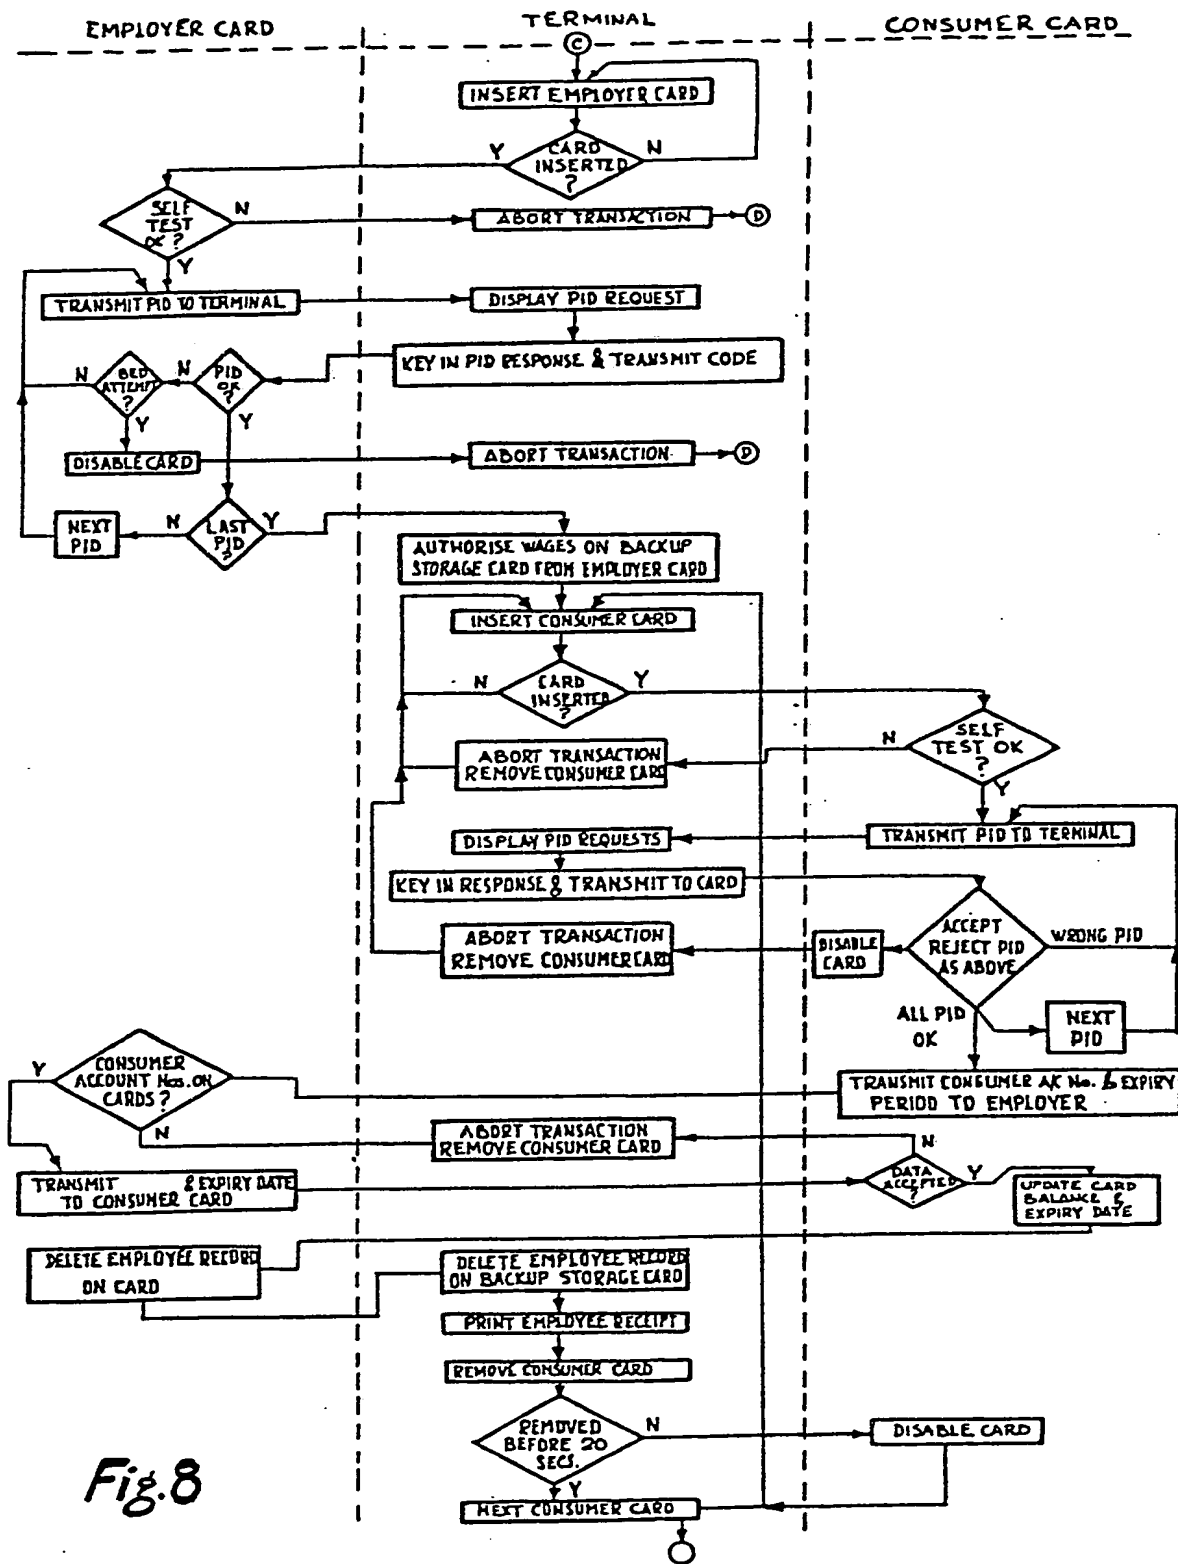 EMPLOYER CARD
TERMINAL
CONSUMER CARD
C
INSERT EMPLOYER CARD
CARD
INSERTED
?
Y
N
SELF
TEST
OK ?
N
Y
ABORT TRANSACTION
D
TRANSMIT PID TO TERMINAL
DISPLAY PID REQUEST
KEY IN PID RESPONSE & TRANSMIT CODE
PID
OK
?
N
Y
ATTEMPT
?
N
Y
DISABLE CARD
ABORT TRANSACTION
D
LAST
PID
?
N
Y
NEXT
PID
AUTHORISE WAGES ON BACKUP
STORAGE CARD FROM EMPLOYER CARD
INSERT CONSUMER CARD
CARD
INSERTED
?
N
Y
SELF
TEST OK
?
N
Y
ABORT TRANSACTION
REMOVE CONSUMER CARD
TRANSMIT PID TO TERMINAL
DISPLAY PID REQUESTS
KEY IN RESPONSE & TRANSMIT TO CARD
ACCEPT
REJECT PID
AS ABOVE
WRONG PID
DISABLE
CARD
ABORT TRANSACTION
REMOVE CONSUMER CARD
ALL PID
OK
NEXT
PID
TRANSMIT CONSUMER A/C No. & EXPIRY
PERIOD TO EMPLOYER
CONSUMER
ACCOUNT Nos. ON
CARDS ?
Y
N
ABORT TRANSACTION
REMOVE CONSUMER CARD
TRANSMIT & EXPIRY DATE
TO CONSUMER CARD
DATA
ACCEPTED
?
N
Y
UPDATE CARD
BALANCE &
EXPIRY DATE
DELETE EMPLOYEE RECORD
ON CARD
DELETE EMPLOYEE RECORD
ON BACKUP STORAGE CARD
PRINT EMPLOYEE RECEIPT
REMOVE CONSUMER CARD
REMOVED
BEFORE 20
SECS.
N
Y
DISABLE CARD
NEXT CONSUMER CARD
Fig.8